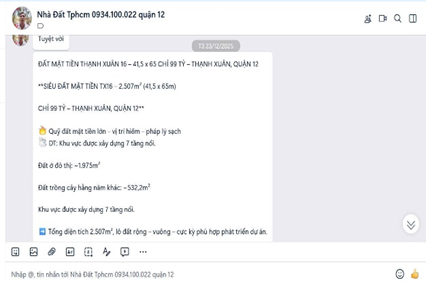 Nhà Đất Tphcm 0934.100.022 quận 12
Tuyệt vời
13:23 23/12/2025
ĐẤT MẶT TIỀN THẠNH XUÂN 16 – 41,5 x 65 CHỈ 99 TỶ – THẠNH XUÂN, QUẬN 12
**SIÊU ĐẤT MẶT TIỀN TX16 – 2.507m² (41,5 x 65m)
CHỈ 99 TỶ – THẠNH XUÂN, QUẬN 12**
Quỹ đất mặt tiền lớn – vị trí hiếm – pháp lý sạch
DT: Khu vực được xây dựng 7 tầng nổi.
Đất ở đô thị: ~1.975m²
Đất trồng cây hằng năm khác: ~532,2m²
Khu vực được xây dựng 7 tầng nổi.
Tổng diện tích 2.507m², lô đất rộng – vuông – cực kỳ phù hợp phát triển dự án.
Nhập @, tin nhắn tới Nhà Đất Tphcm 0934.100.022 quận 12